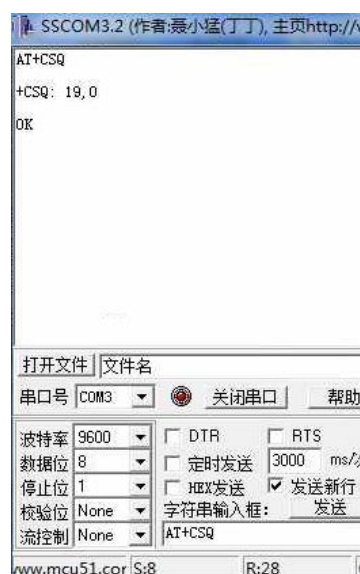 SSCOM3.2 (作者:聂小猛(丁丁), 主页http://
AT+CSQ
+CSQ: 19,0
OK
打开文件 文件名
串口号 COM3 关闭串口 帮助
波特率 9600 DTR RTS
数据位 8 定时发送 3000 ms/
停止位 1 HEX发送 发送新行
校验位 None 字符串输入框: 发送
流控制 None AT+CSQ
www.mcu51.cor S:8 R:28